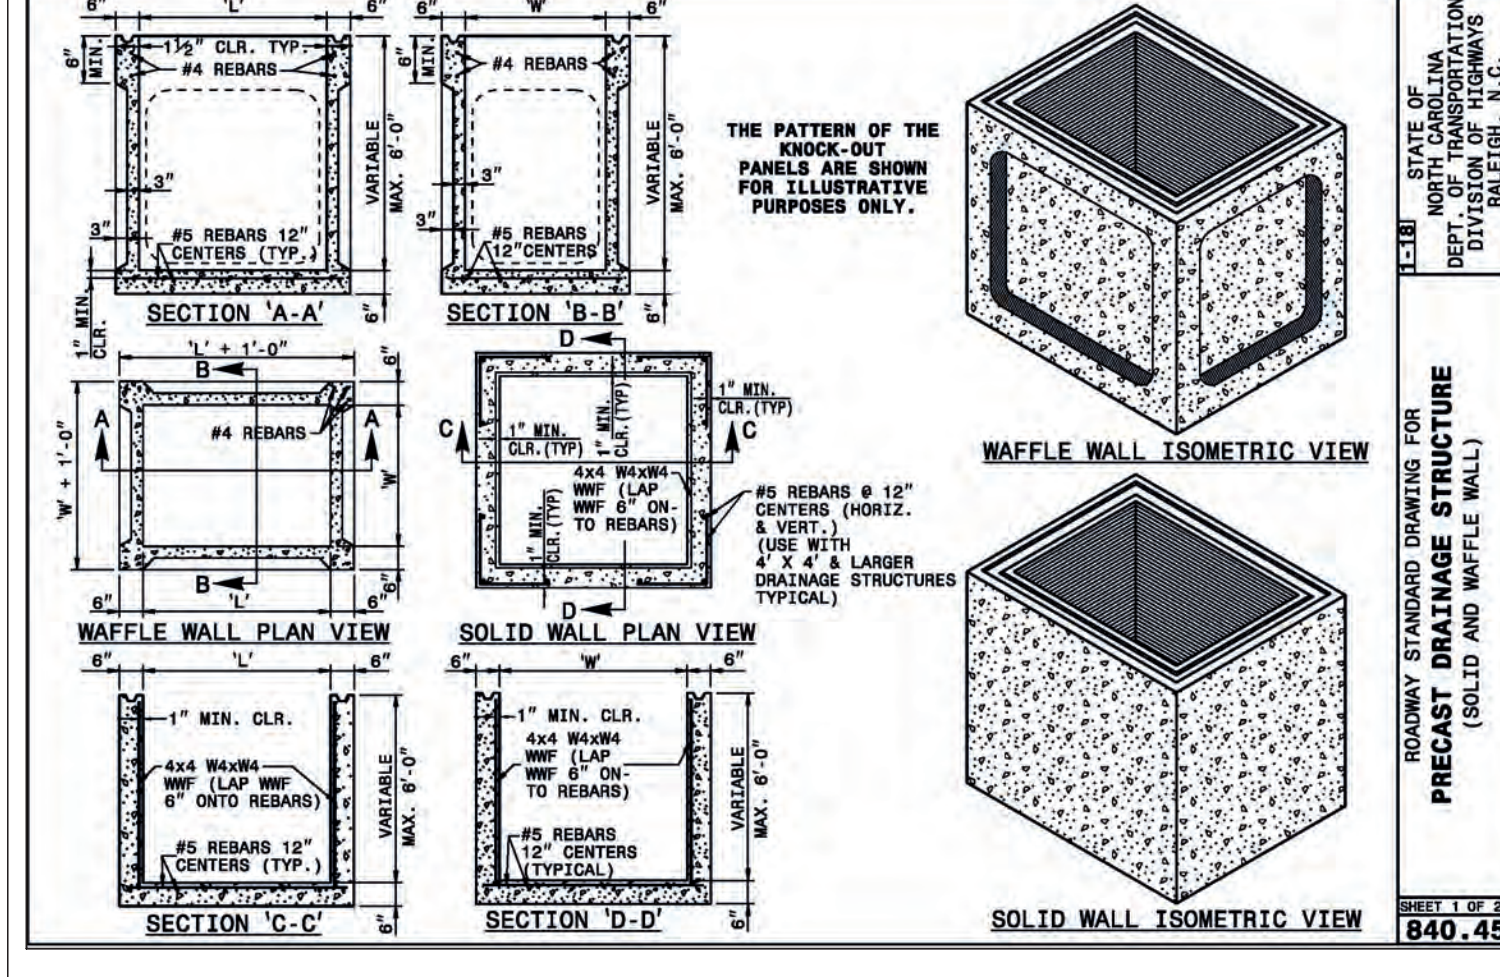 6" 'L' 6"
1½" CLR. TYP.
#4 REBARS
6"
MIN.
VARIABLE
MAX. 6'-0"
3"
3"
#5 REBARS 12"
CENTERS (TYP.)
1" MIN.
CLR.
6"
SECTION 'A-A'
6" 'W' 6"
#4 REBARS
6"
MIN.
VARIABLE
MAX. 6'-0"
3"
3"
#5 REBARS
12"CENTERS
6"
SECTION 'B-B'
THE PATTERN OF THE
KNOCK-OUT
PANELS ARE SHOWN
FOR ILLUSTRATIVE
PURPOSES ONLY.
WAFFLE WALL ISOMETRIC VIEW
'L' + 1'-0"
B
6"
A
A
#4 REBARS
'W' + 1'-0"
'W'
B
6"
6" 'L' 6"
WAFFLE WALL PLAN VIEW
D
1" MIN.
CLR.(TYP)
1" MIN.
CLR.(TYP)
C
C
1" MIN.
CLR.(TYP)
4x4 W4xW4
WWF (LAP
WWF 6" ON-
TO REBARS)
1" MIN.
CLR.(TYP)
#5 REBARS @ 12"
CENTERS (HORIZ.
& VERT.)
(USE WITH
4' X 4' & LARGER
DRAINAGE STRUCTURES
TYPICAL)
D
SOLID WALL PLAN VIEW
6" 'L' 6"
1" MIN. CLR.
4x4 W4xW4
WWF (LAP WWF
6" ONTO REBARS)
VARIABLE
MAX. 6'-0"
#5 REBARS 12"
CENTERS (TYP.)
6"
SECTION 'C-C'
6" 'W' 6"
1" MIN. CLR.
4x4 W4xW4
WWF (LAP
WWF 6" ON-
TO REBARS)
VARIABLE
MAX. 6'-0"
#5 REBARS
12" CENTERS
(TYPICAL)
6"
SECTION 'D-D'
SOLID WALL ISOMETRIC VIEW
1-18
STATE OF
NORTH CAROLINA
DEPT. OF TRANSPORTATION
DIVISION OF HIGHWAYS
RALEIGH, N.C.
ROADWAY STANDARD DRAWING FOR
PRECAST DRAINAGE STRUCTURE
(SOLID AND WAFFLE WALL)
SHEET 1 OF 2
840.45